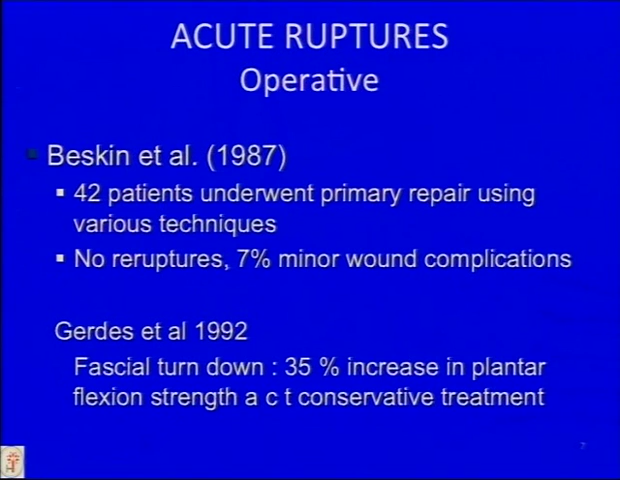 ACUTE RUPTURES
Operative
Beskin et al. (1987)
42 patients underwent primary repair using
various techniques
No reruptures, 7% minor wound complications
Gerdes et al 1992
Fascial turn down : 35 % increase in plantar
flexion strength a c t conservative treatment
7